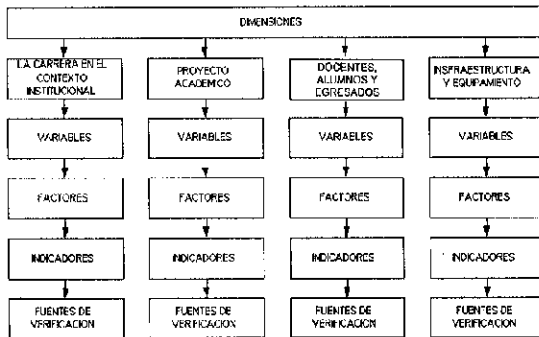 DIMENSIONES
LA CARRERA EN EL
CONTEXTO
INSTITUCIONAL
PROYECTO
ACADEMICO
DOCENTES,
ALUMNOS Y
EGRESADOS
INSFRAESTRUCTURA
Y EQUIPAMIENTO
VARIABLES
VARIABLES
VARIABLES
VARIABLES
FACTORES
FACTORES
FACTORES
FACTORES
INDICADORES
INDICADORES
INDICADORES
INDICADORES
FUENTES DE
VERIFICACION
FUENTES DE
VERIFICACION
FUENTES DE
VERIFICACION
FUENTES DE
VERIFICACION